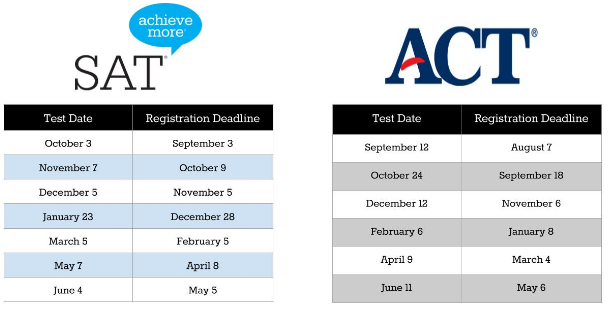 achieve
more®
SAT®
Test Date Registration Deadline
October 3 September 3
November 7 October 9
December 5 November 5
January 23 December 28
March 5 February 5
May 7 April 8
June 4 May 5
ACT®
Test Date Registration Deadline
September 12 August 7
October 24 September 18
December 12 November 6
February 6 January 8
April 9 March 4
June 11 May 6